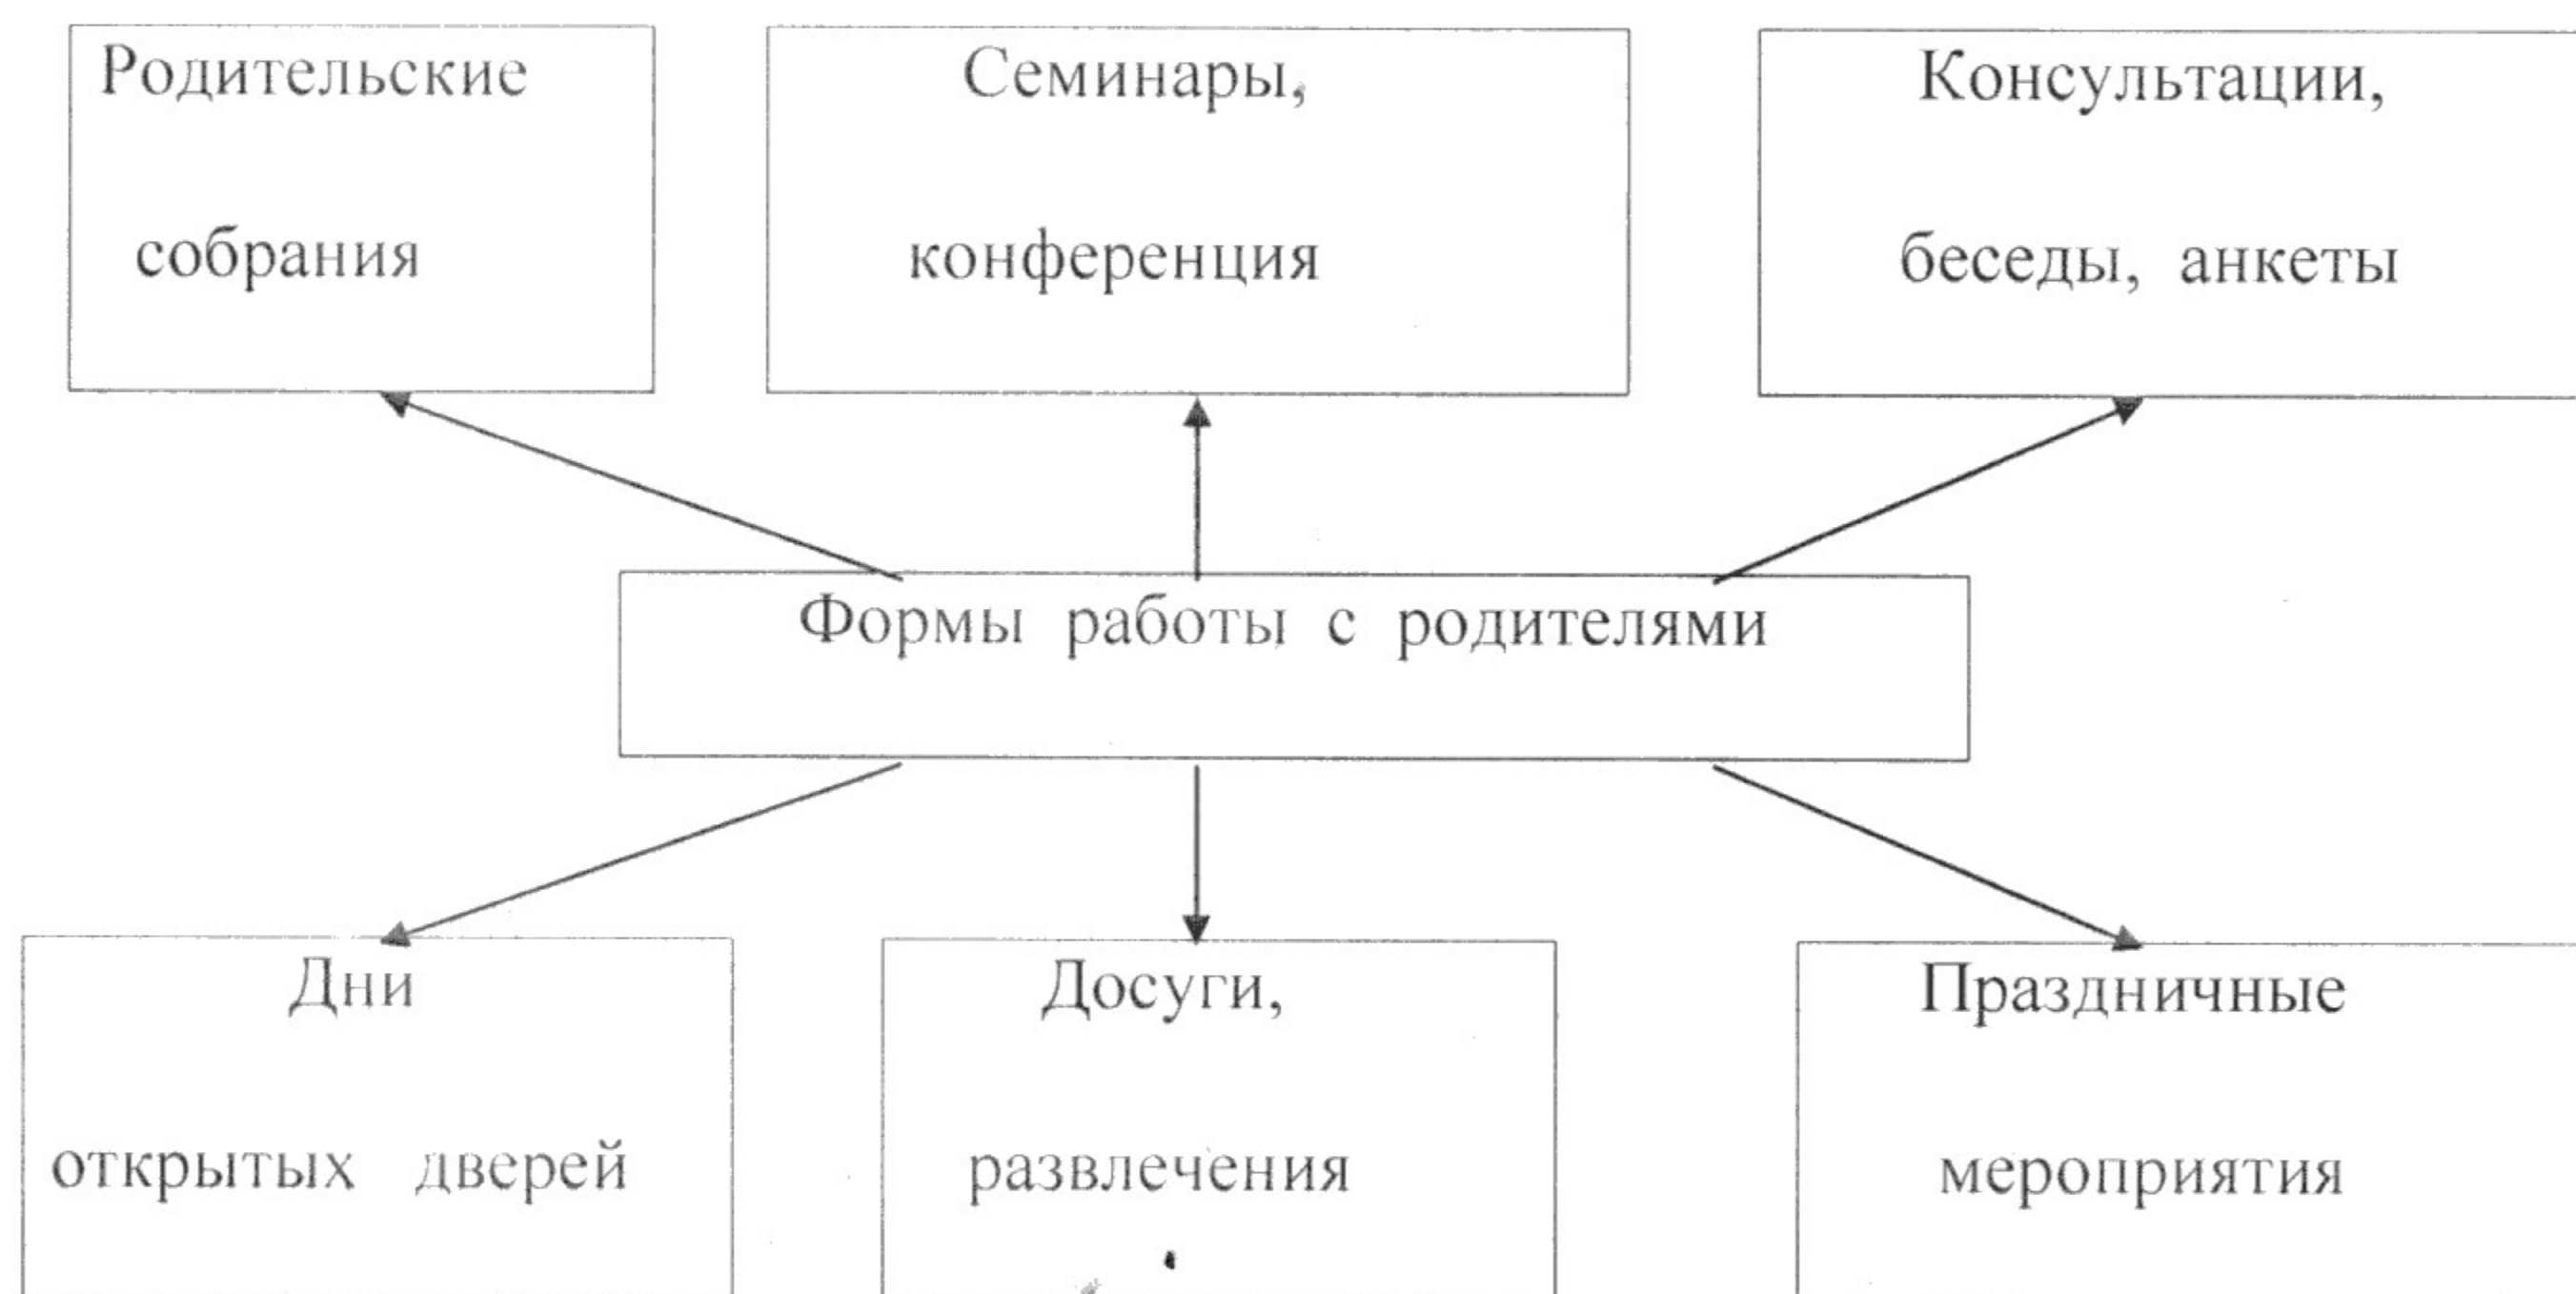 Родительские
собрания
Семинары,
конференция
Консультации,
беседы, анкеты
Формы работы с родителями
Дни
открытых дверей
Досуги,
развлечения
Праздничные
мероприятия